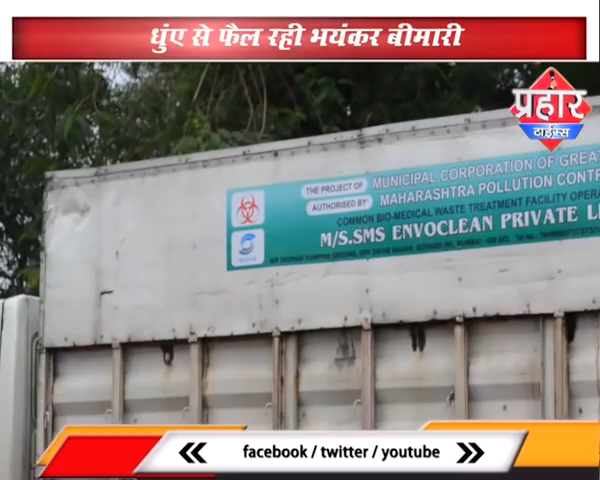 धुंए से फैल रही भयंकर बीमारी
प्रहार
टाईम्स
THE PROJECT OF MUNICIPAL CORPORATION OF GREAT
AUTHORISED BY MAHARASHTRA POLLUTION CONTR
COMMON BIO-MEDICAL WASTE TREATMENT FACILITY OPERA
M/S.SMS ENVOCLEAN PRIVATE LI
facebook / twitter / youtube